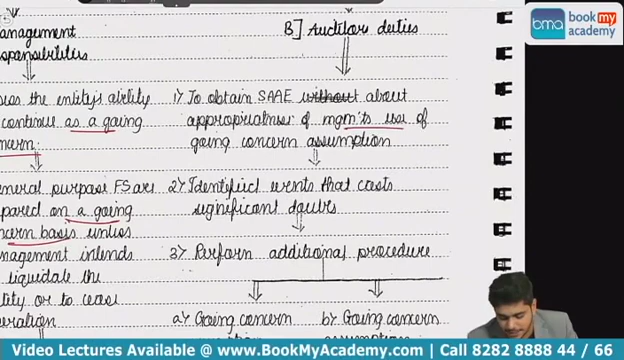 anagement
sponsibilities
B] Auditors duties
the entity's ability
continue as a going
ncern.
1) To obtain SAAE without about
appropriatness of mgmt's use of
going concern assumption
eneral purpose FS are
pared on a going
ncern basis unless
anagement intends
liquidate the
tity or to cease
eration
2) Identified events that casts
significant doubts
3) Perform additional procedure
a) Going concern
b) Going concern
bma
book my
academy
Video Lectures Available @ www.BookMyAcademy.com | Call 8282 8888 44 / 66